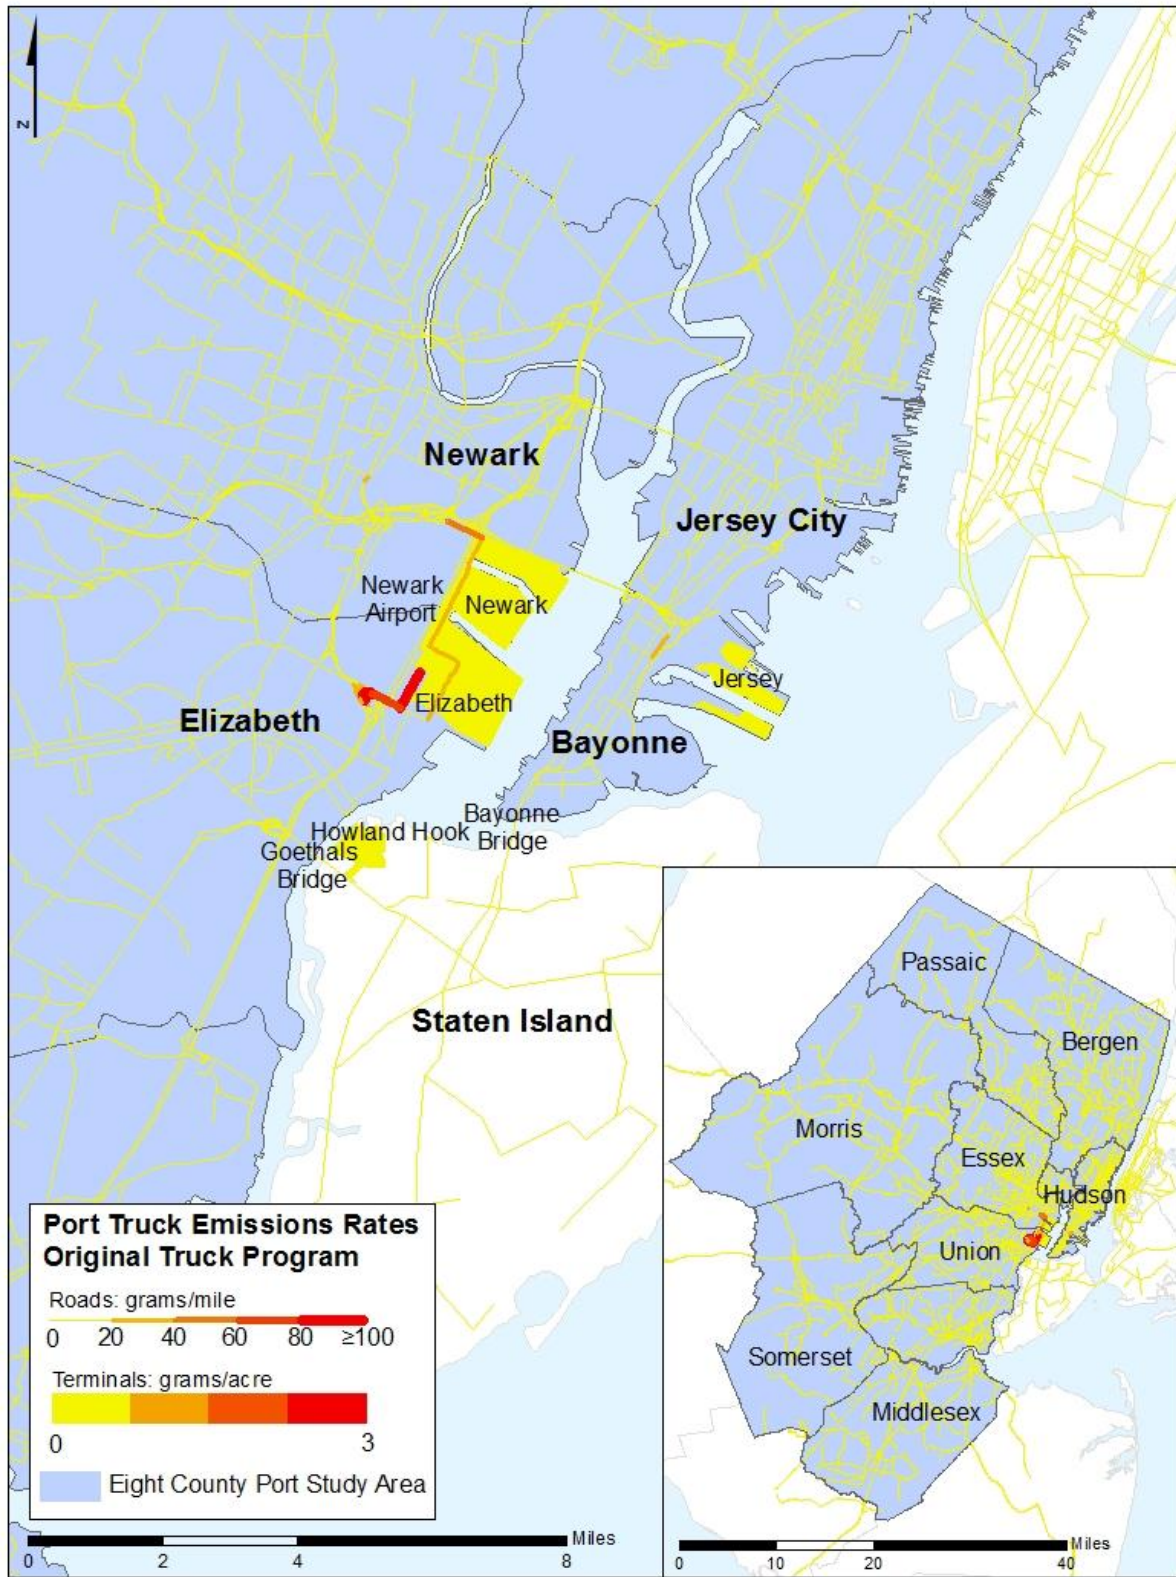 N
Newark
Jersey City
Newark
Airport
Newark
Elizabeth
Jersey
Elizabeth
Bayonne
Bayonne
Bridge
Howland Hook
Goethals
Bridge
Staten Island
Passaic
Bergen
Morris
Essex
Hudson
Union
Somerset
Middlesex
Miles
0 10 20 40
Port Truck Emissions Rates
Original Truck Program
Roads: grams/mile
0 20 40 60 80 ≥100
Terminals: grams/acre
0 3
Eight County Port Study Area
Miles
0 2 4 8